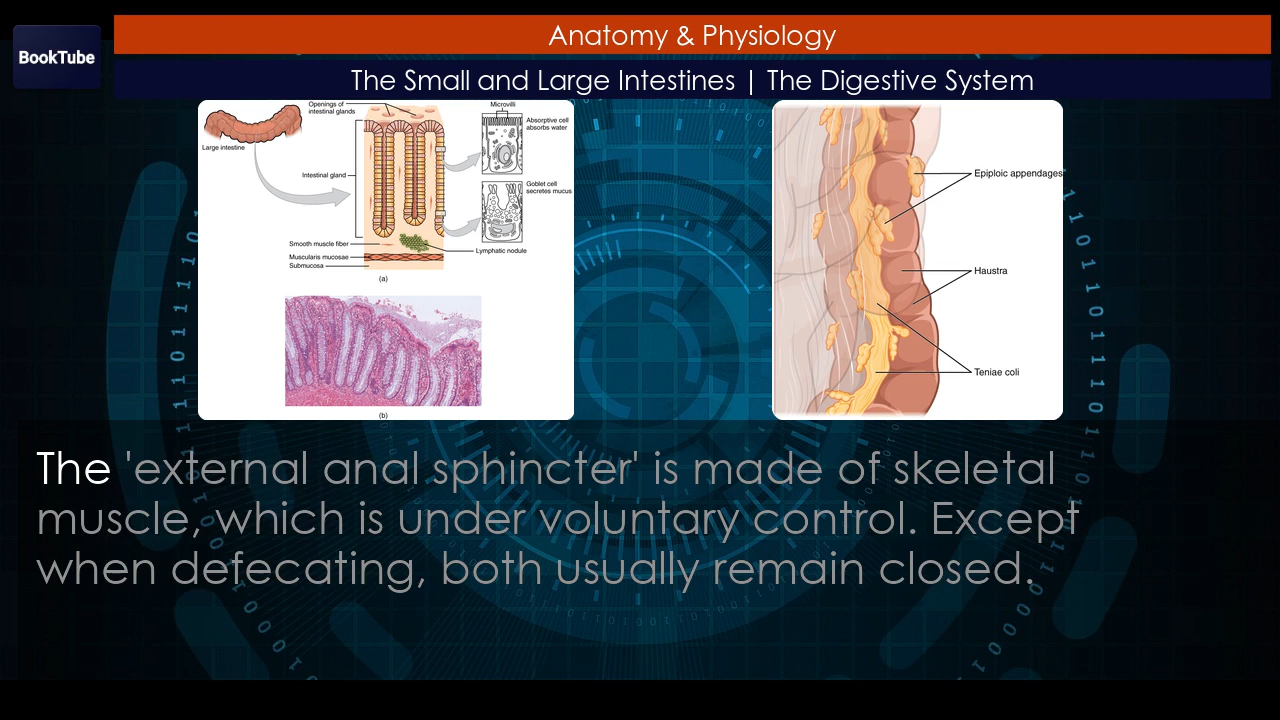 BookTube
Anatomy & Physiology
The Small and Large Intestines | The Digestive System
Large intestine
Openings of
intestinal glands
Intestinal gland
Smooth muscle fiber
Muscularis mucosae
Submucosa
Microvilli
Absorptive cell
absorbs water
Goblet cell
secretes mucus
Lymphatic nodule
(a)
(b)
Epiploic appendages
Haustra
Teniae coli
The 'external anal sphincter' is made of skeletal
muscle, which is under voluntary control. Except
when defecating, both usually remain closed.